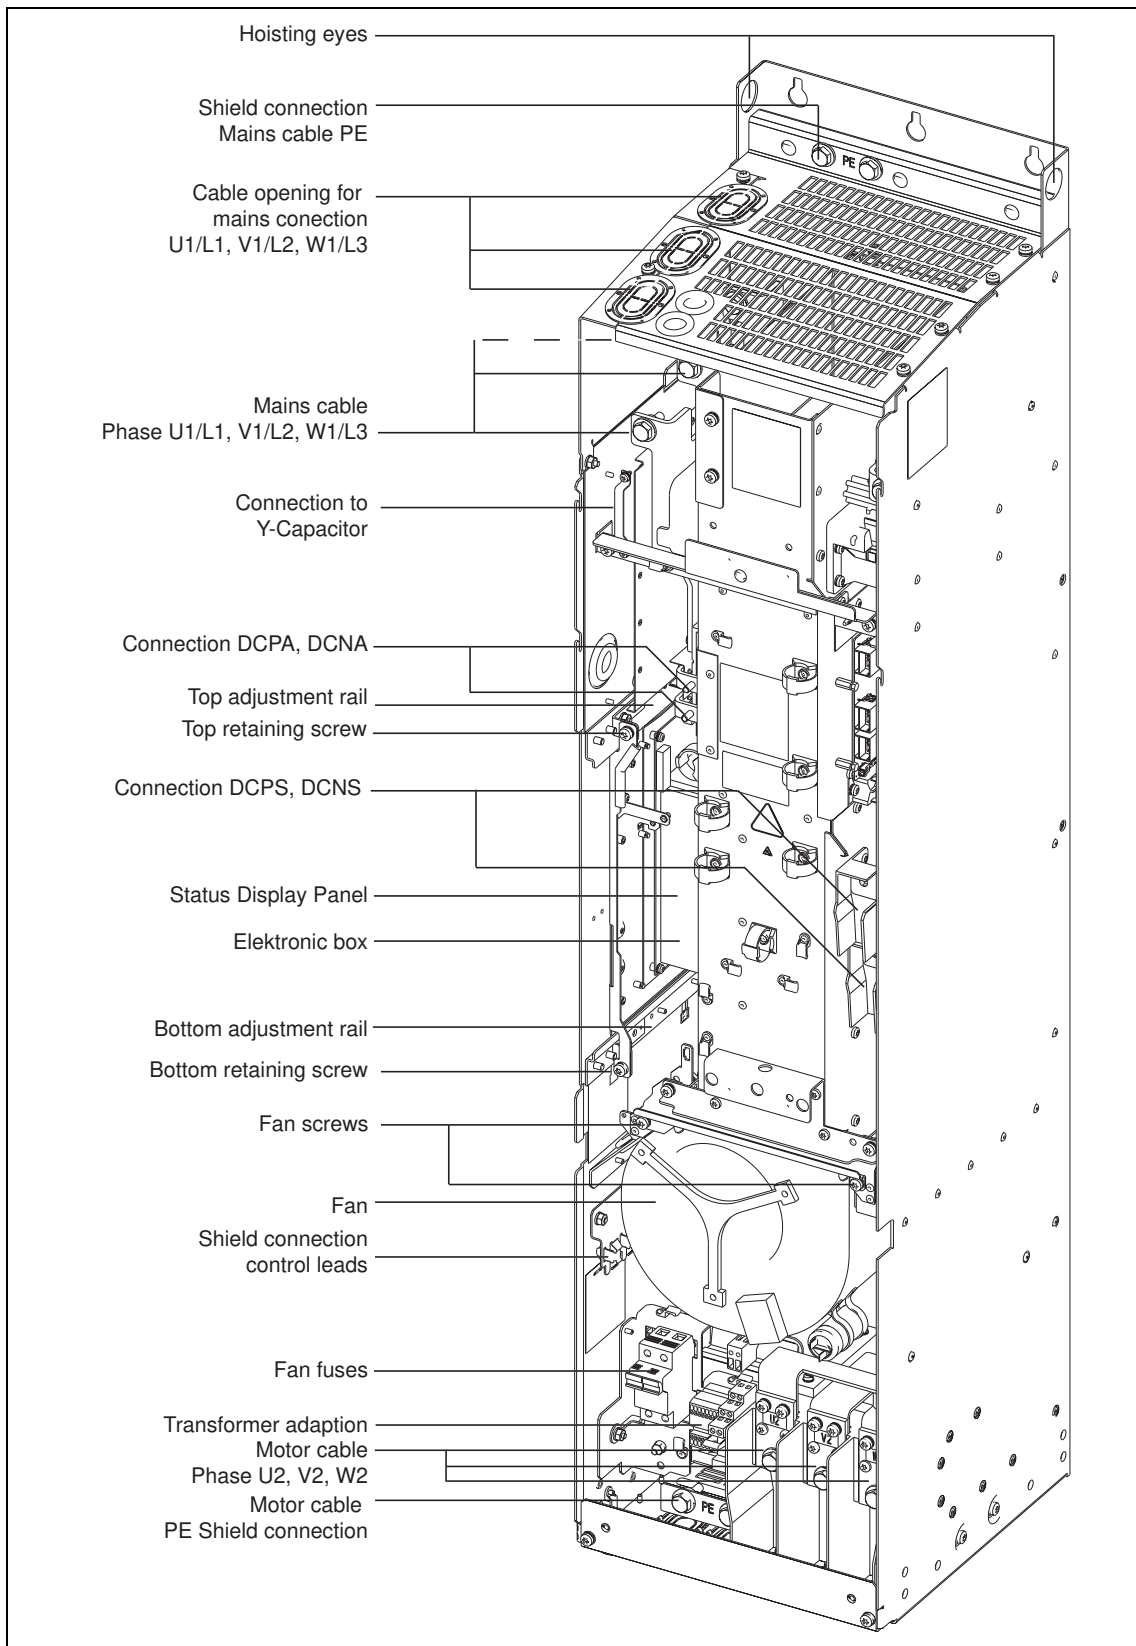 Hoisting eyes
Shield connection
Mains cable PE
PE
Cable opening for
mains conection
U1/L1, V1/L2, W1/L3
Mains cable
Phase U1/L1, V1/L2, W1/L3
Connection to
Y-Capacitor
Connection DCPA, DCNA
Top adjustment rail
Top retaining screw
Connection DCPS, DCNS
Status Display Panel
Elektronic box
Bottom adjustment rail
Bottom retaining screw
Fan screws
Fan
Shield connection
control leads
Fan fuses
Transformer adaption
Motor cable
Phase U2, V2, W2
V2
Motor cable
PE Shield connection
PE